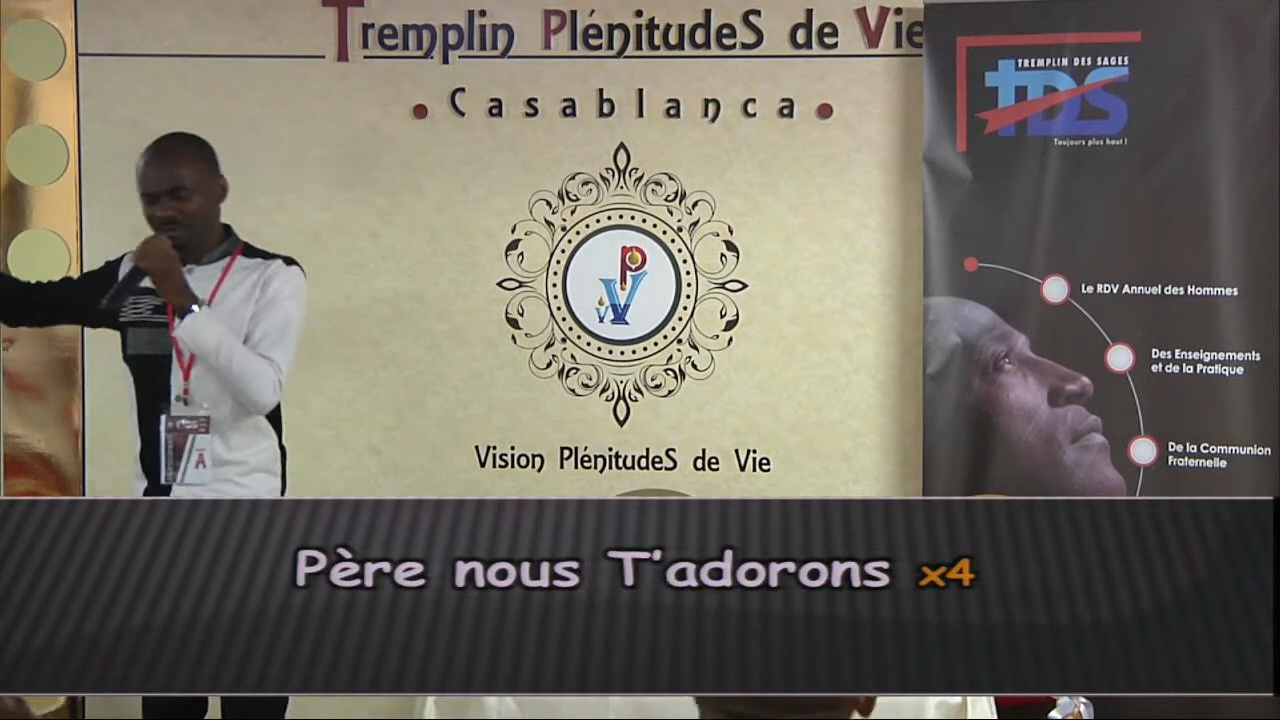 Tremplin PlénitudeS de Vie
• Casablanca •
PV
Vision PlénitudeS de Vie
TREMPLIN DES SAGES
TDS
Toujours plus haut !
Le RDV Annuel des Hommes
Des Enseignements
et de la Pratique
De la Communion
Fraternelle
A
Père nous T'adorons x4